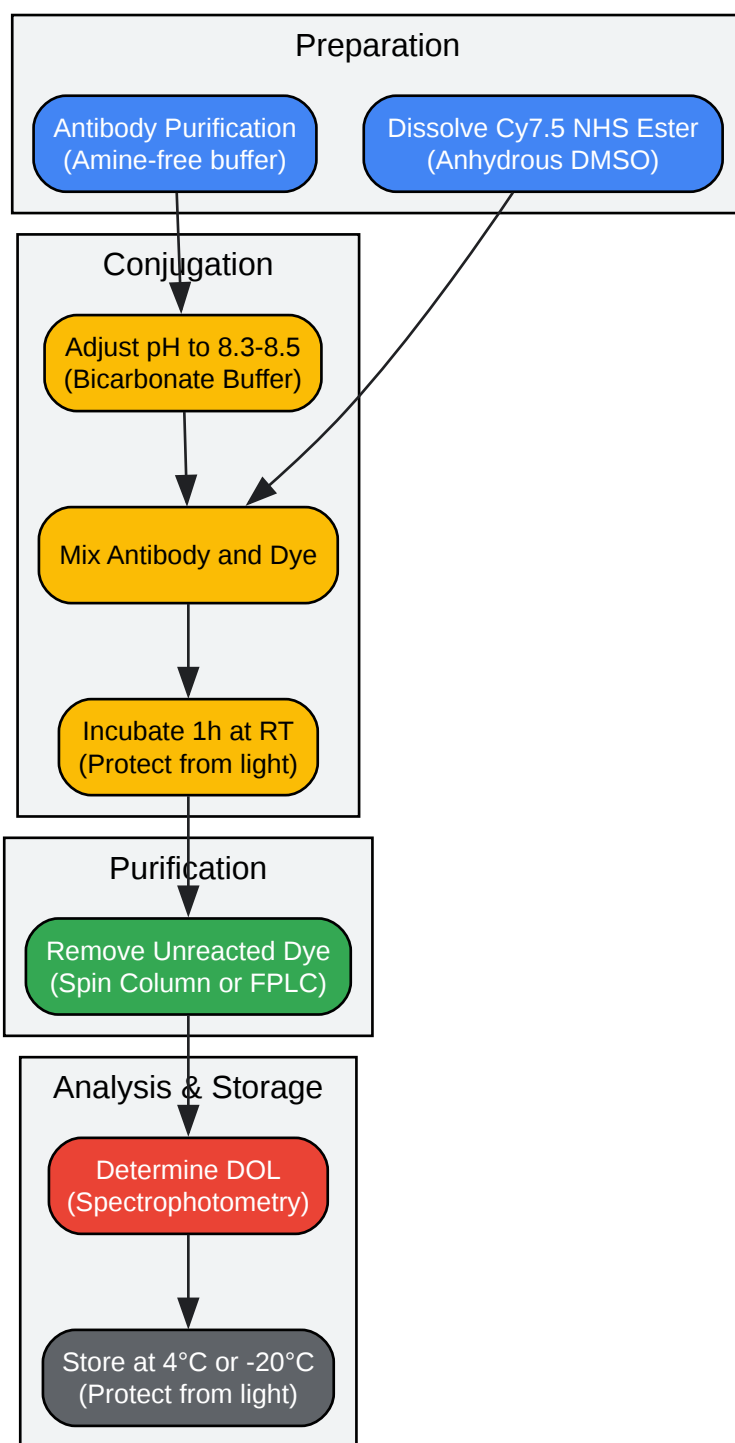 Preparation
Antibody Purification
(Amine-free buffer)
Dissolve Cy7.5 NHS Ester
(Anhydrous DMSO)
Conjugation
Adjust pH to 8.3-8.5
(Bicarbonate Buffer)
Mix Antibody and Dye
Incubate 1h at RT
(Protect from light)
Purification
Remove Unreacted Dye
(Spin Column or FPLC)
Analysis & Storage
Determine DOL
(Spectrophotometry)
Store at 4°C or -20°C
(Protect from light)